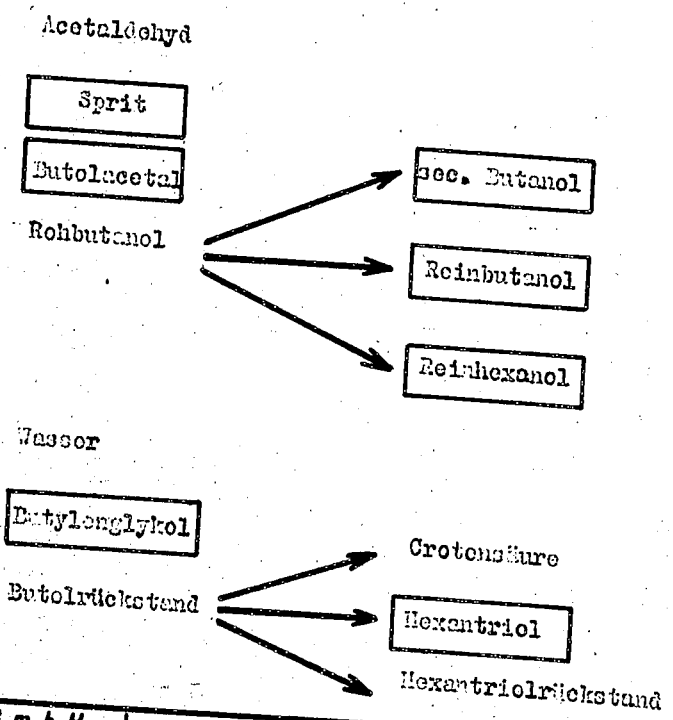 Acetaldehyd
Sprit
Butolacetal
Rohbutanol
sec. Butanol
Reinbutanol
Reinhexanol
Wasser
Butylenglykol
Butolrückstand
Crotonsäure
Hexantriol
Hexantriolrückstand